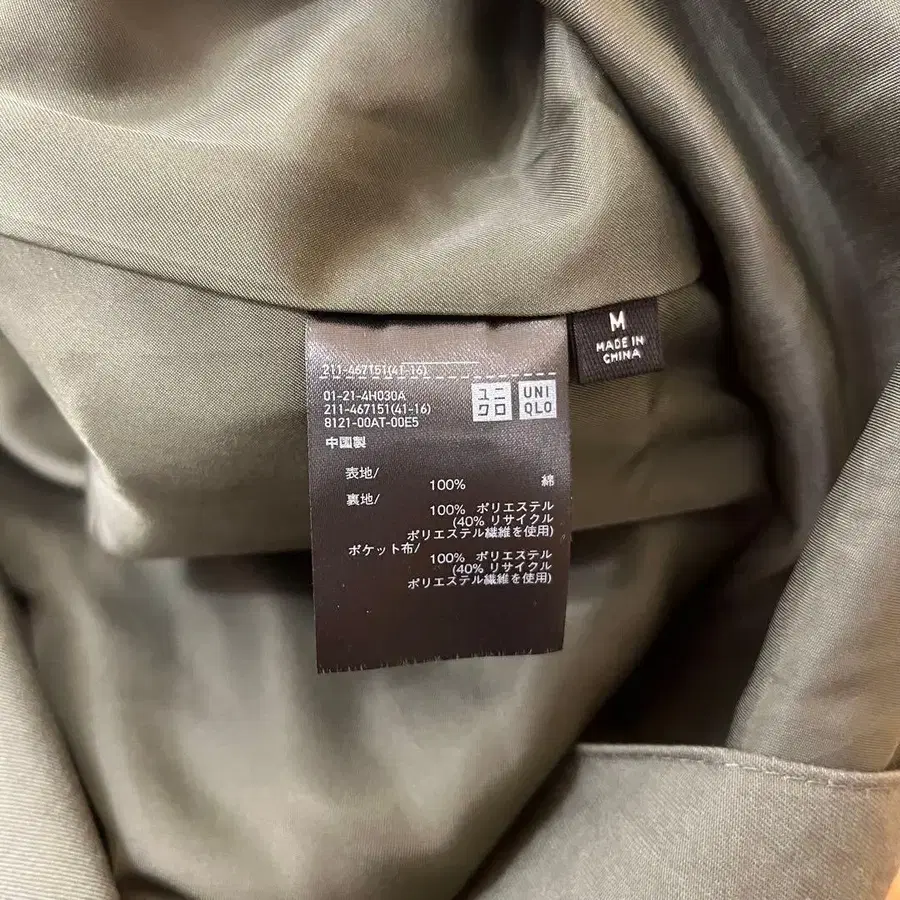 211-467151(41-16)
01-21-4H030A
211-467151(41-16)
8121-00AT-00E5
中国製
ユニ
クロ
UNI
QLO
表地/
100% 綿
裏地/
100% ポリエステル
(40% リサイクル
ポリエステル繊維を使用)
ポケット布/
100% ポリエステル
(40% リサイクル
ポリエステル繊維を使用)
M
MADE IN
CHINA